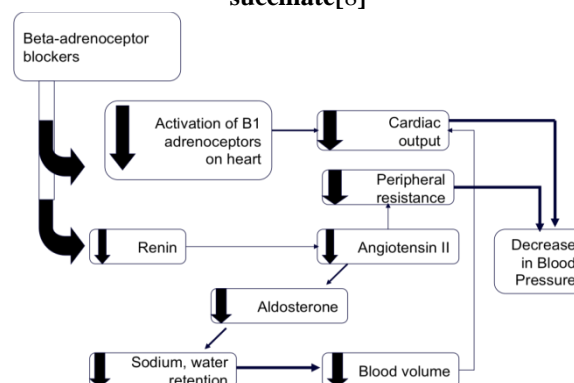 succinate[8]
Beta-adrenoceptor
blockers
Activation of B1
adrenoceptors
on heart
Cardiac
output
Peripheral
resistance
Renin
Angiotensin II
Decrease
in Blood
Pressure
Aldosterone
Sodium, water
retention
Blood volume